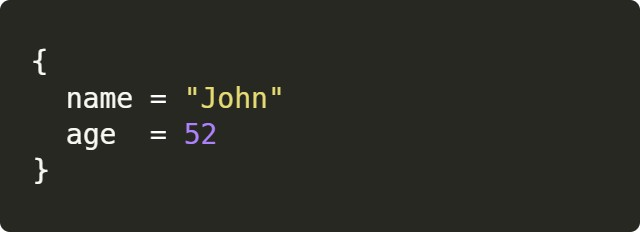 {
  name = "John"
  age  = 52
}